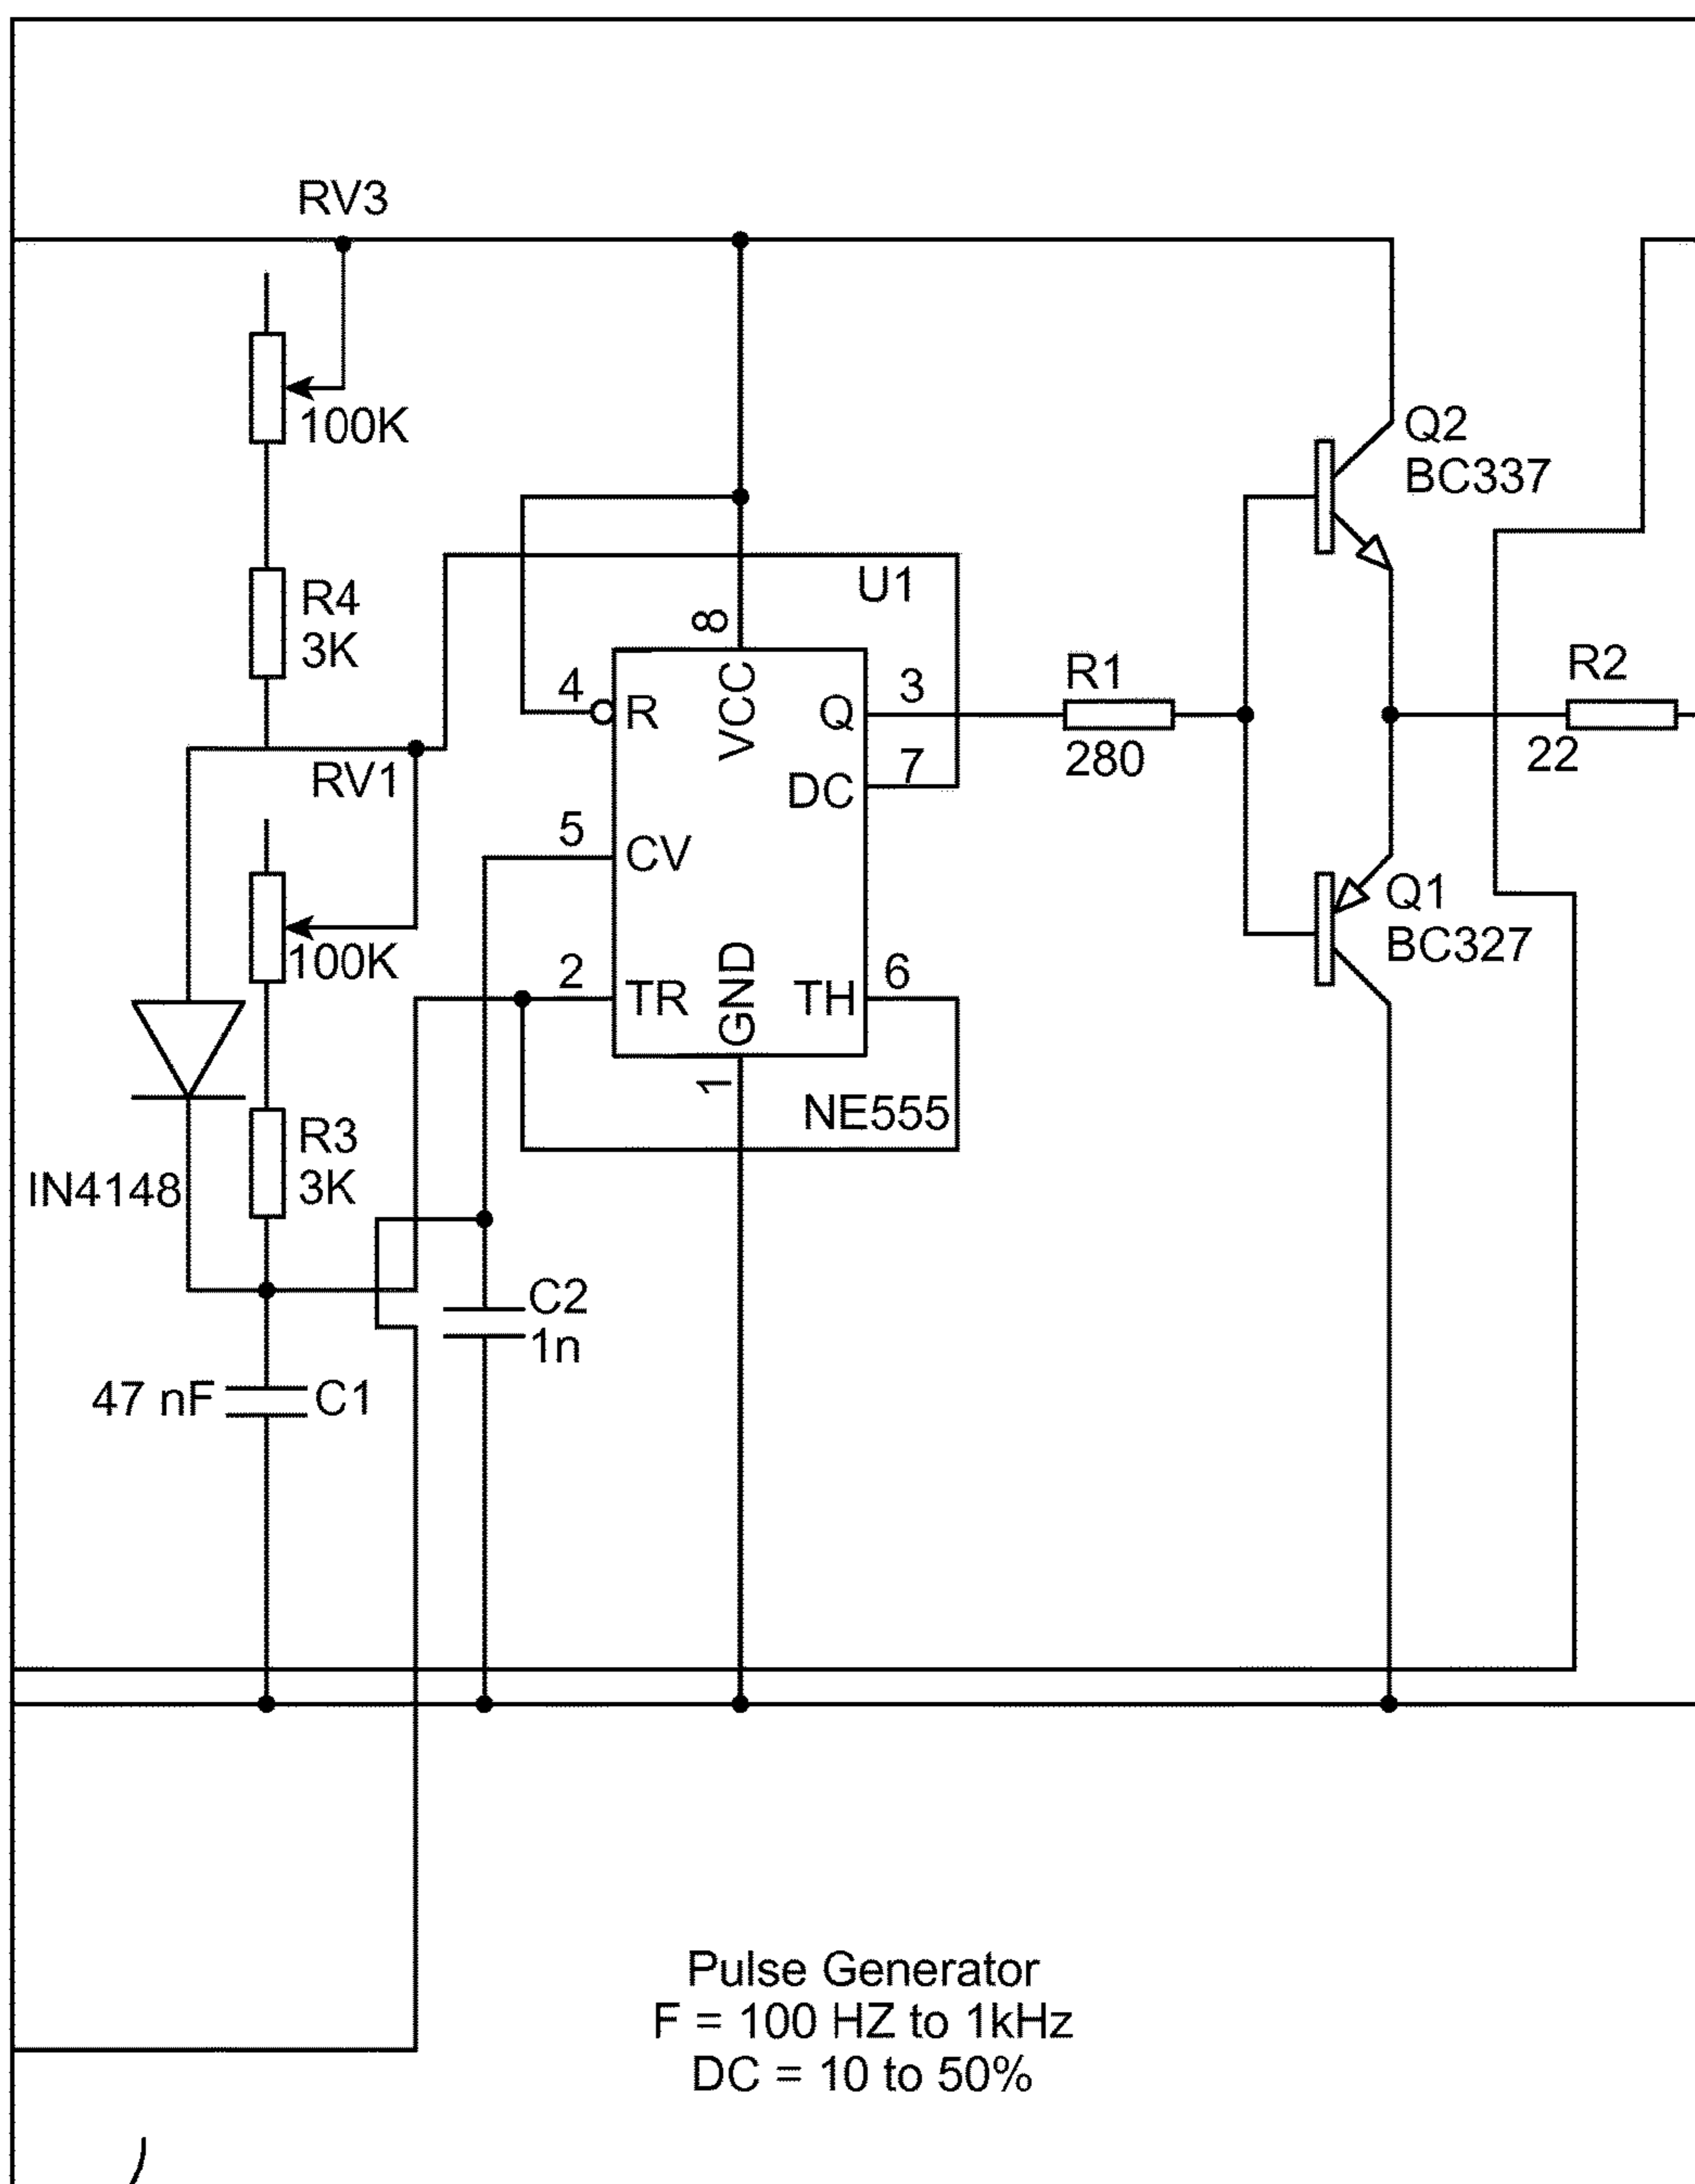 RV3
100K
Q2
BC337
R4
3K
U1
8
4
R
VCC
Q
3
R1
280
R2
22
RV1
DC
7
5
CV
100K
Q1
BC327
2
TR
GND
TH
6
1
NE555
R3
3K
IN4148
C2
1n
47 nF
C1
Pulse Generator
F = 100 HZ to 1kHz
DC = 10 to 50%